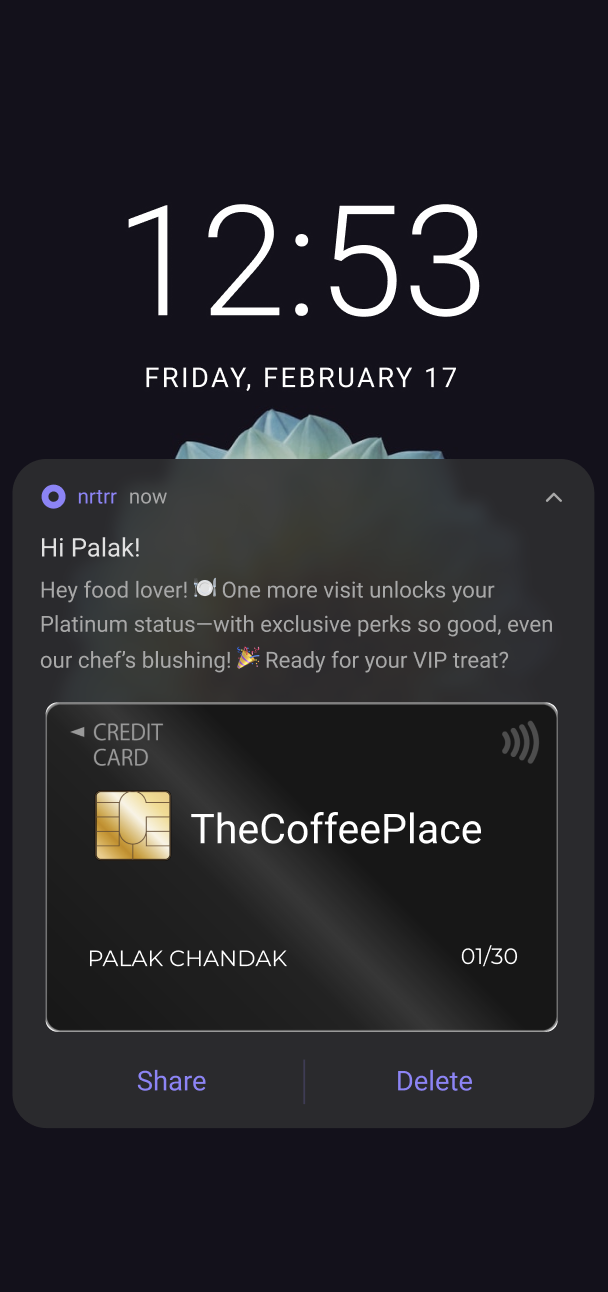 12:53
FRIDAY, FEBRUARY 17
nrtrr now
Hi Palak!
Hey food lover! 🍽️ One more visit unlocks your
Platinum status—with exclusive perks so good, even
our chef’s blushing! 🎉 Ready for your VIP treat?
CREDIT
CARD
TheCoffeePlace
PALAK CHANDAK 01/30
Share Delete